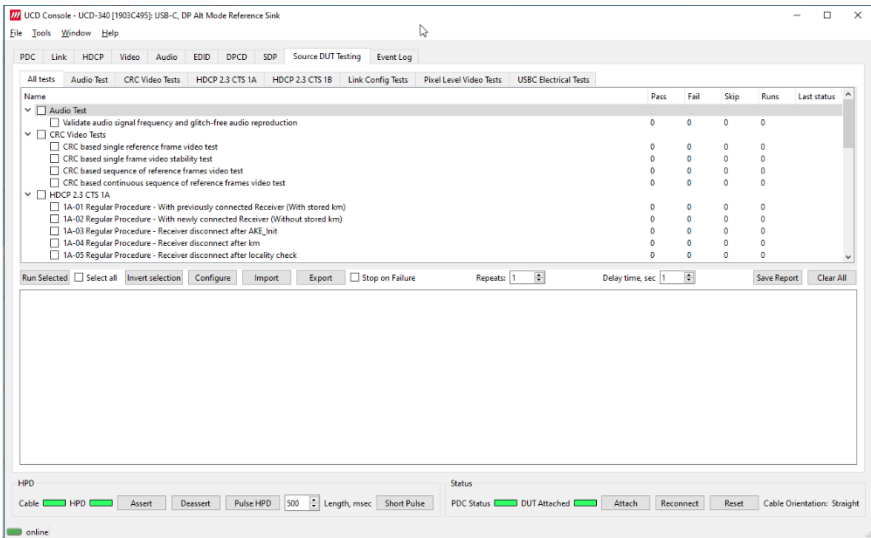 UCD Console - UCD-340 [1903C495]: USB-C, DP Alt Mode Reference Sink
File Tools Window Help
PDC Link HDCP Video Audio EDID DPCD SDP Source DUT Testing Event Log
All tests Audio Test CRC Video Tests HDCP 2.3 CTS 1A HDCP 2.3 CTS 1B Link Config Tests Pixel Level Video Tests USBC Electrical Tests
Name Pass Fail Skip Runs Last status
Audio Test
Validate audio signal frequency and glitch-free audio reproduction 0 0 0 0
CRC Video Tests
CRC based single reference frame video test 0 0 0 0
CRC based single frame video stability test 0 0 0 0
CRC based sequence of reference frames video test 0 0 0 0
CRC based continuous sequence of reference frames video test 0 0 0 0
HDCP 2.3 CTS 1A
1A-01 Regular Procedure - With previously connected Receiver (With stored km) 0 0 0 0
1A-02 Regular Procedure - With newly connected Receiver (Without stored km) 0 0 0 0
1A-03 Regular Procedure - Receiver disconnect after AKE_Init 0 0 0 0
1A-04 Regular Procedure - Receiver disconnect after km 0 0 0 0
1A-05 Regular Procedure - Receiver disconnect after locality check 0 0 0 0
Run Selected Select all Invert selection Configure Import Export Stop on Failure Repeats: 1 Delay time, sec 1 Save Report Clear All
HPD Status
Cable HPD Assert Deassert Pulse HPD 500 Length, msec Short Pulse PDC Status DUT Attached Attach Reconnect Reset Cable Orientation: Straight
online